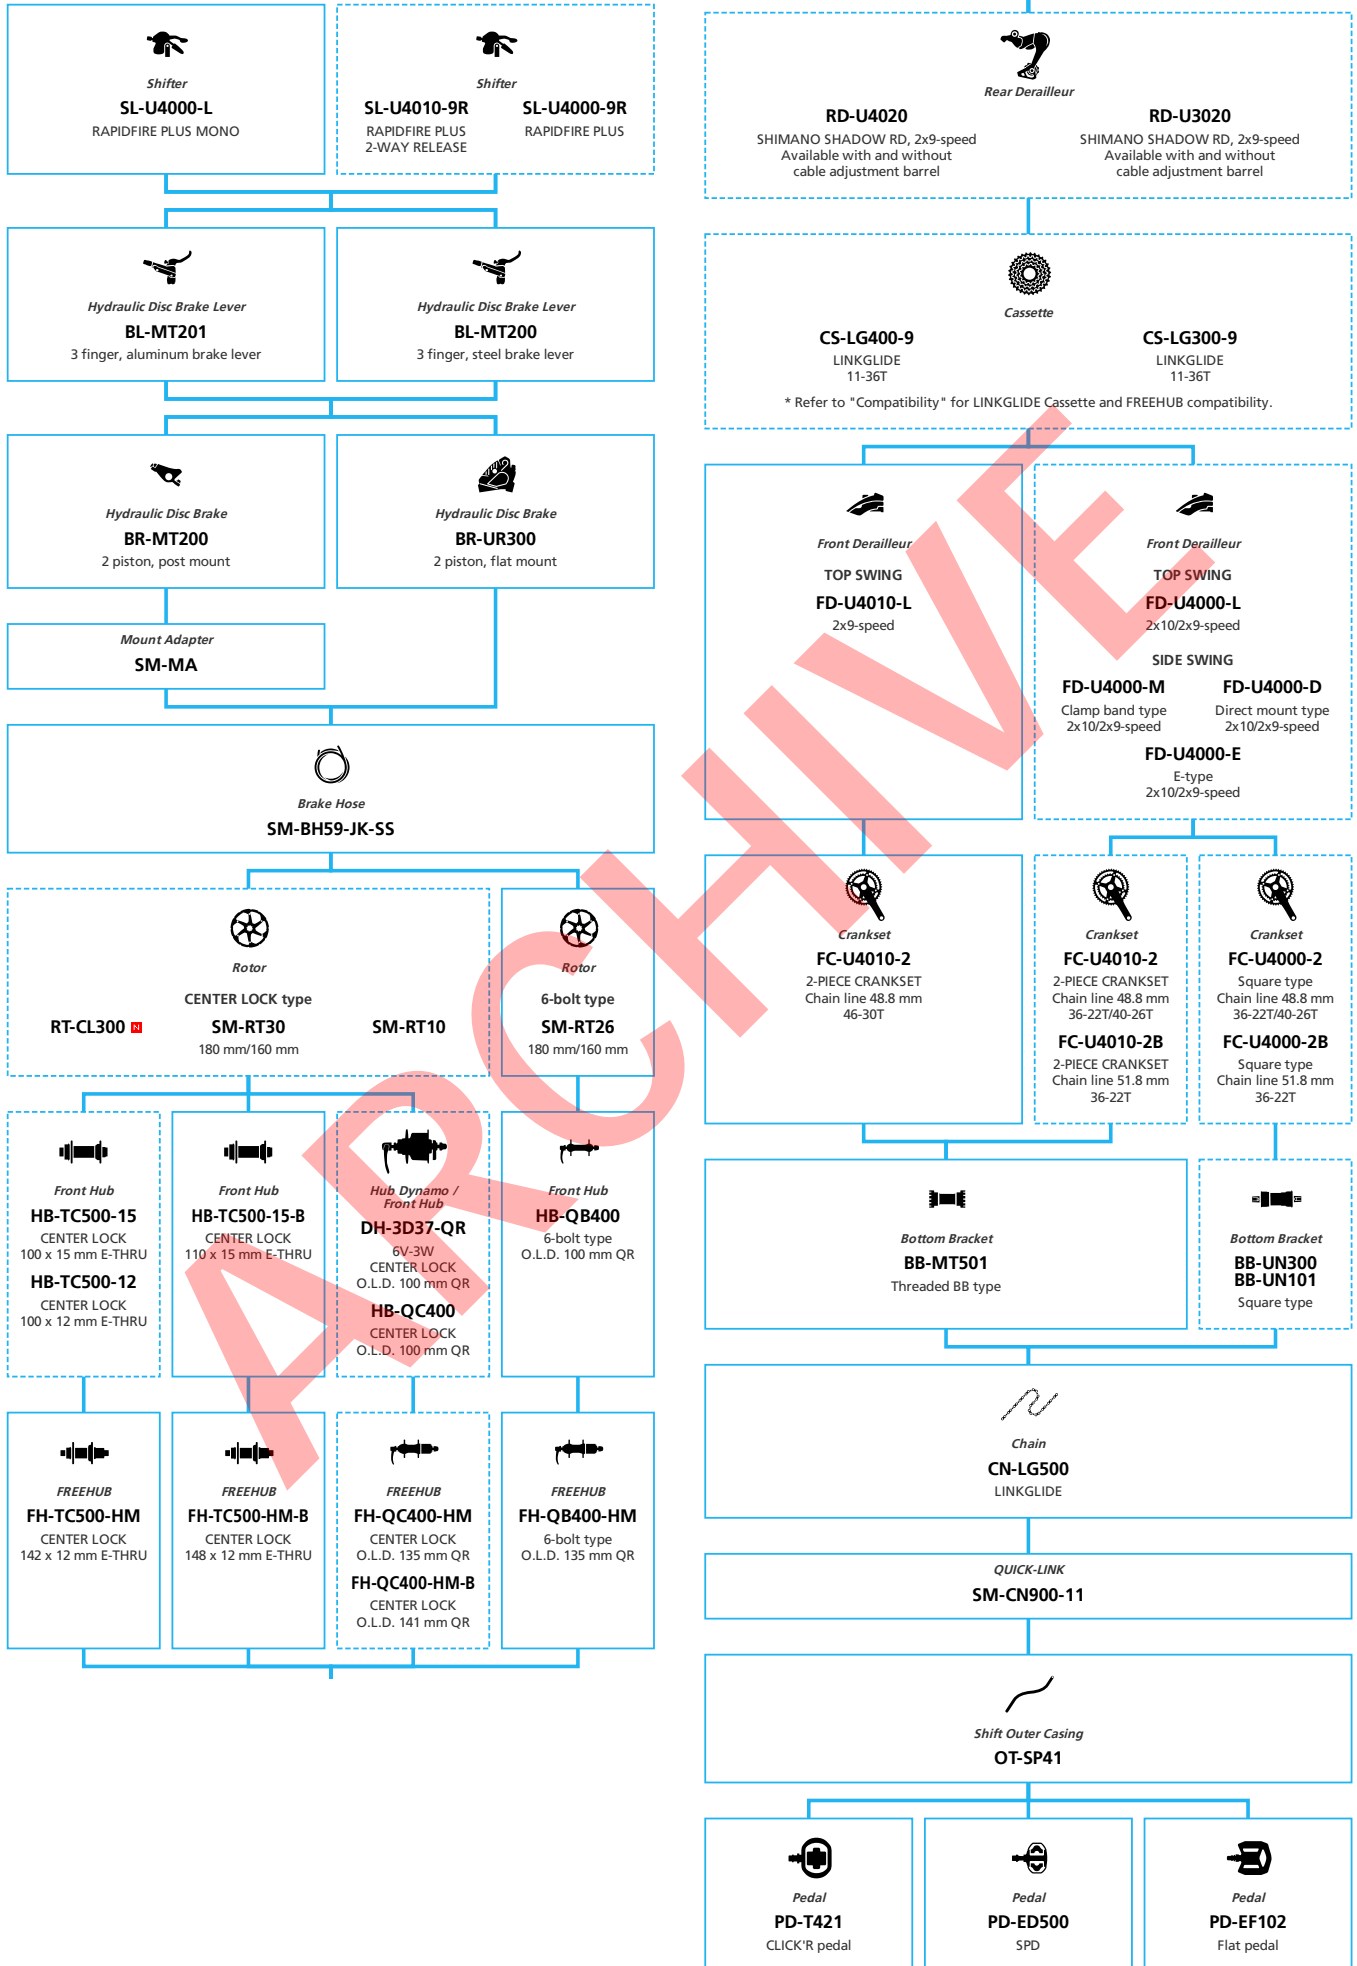 Shifter
SL-U4000-L
RAPIDFIRE PLUS MONO
Shifter
SL-U4010-9R
RAPIDFIRE PLUS
2-WAY RELEASE
SL-U4000-9R
RAPIDFIRE PLUS
Hydraulic Disc Brake Lever
BL-MT201
3 finger, aluminum brake lever
Hydraulic Disc Brake Lever
BL-MT200
3 finger, steel brake lever
Hydraulic Disc Brake
BR-MT200
2 piston, post mount
Hydraulic Disc Brake
BR-UR300
2 piston, flat mount
Mount Adapter
SM-MA
Brake Hose
SM-BH59-JK-SS
Rotor
CENTER LOCK type
RT-CL300 N
SM-RT30
180 mm/160 mm
SM-RT10
Rotor
6-bolt type
SM-RT26
180 mm/160 mm
Front Hub
HB-TC500-15
CENTER LOCK
100 x 15 mm E-THRU
HB-TC500-12
CENTER LOCK
100 x 12 mm E-THRU
Front Hub
HB-TC500-15-B
CENTER LOCK
110 x 15 mm E-THRU
Hub Dynamo /
Front Hub
DH-3D37-QR
6V-3W
CENTER LOCK
O.L.D. 100 mm QR
HB-QC400
CENTER LOCK
O.L.D. 100 mm QR
Front Hub
HB-QB400
6-bolt type
O.L.D. 100 mm QR
FREEHUB
FH-TC500-HM
CENTER LOCK
142 x 12 mm E-THRU
FREEHUB
FH-TC500-HM-B
CENTER LOCK
148 x 12 mm E-THRU
FREEHUB
FH-QC400-HM
CENTER LOCK
O.L.D. 135 mm QR
FH-QC400-HM-B
CENTER LOCK
O.L.D. 141 mm QR
FREEHUB
FH-QB400-HM
6-bolt type
O.L.D. 135 mm QR
Rear Derailleur
RD-U4020
SHIMANO SHADOW RD, 2x9-speed
Available with and without
cable adjustment barrel
RD-U3020
SHIMANO SHADOW RD, 2x9-speed
Available with and without
cable adjustment barrel
Cassette
CS-LG400-9
LINKGLIDE
11-36T
CS-LG300-9
LINKGLIDE
11-36T
* Refer to "Compatibility" for LINKGLIDE Cassette and FREEHUB compatibility.
Front Derailleur
TOP SWING
FD-U4010-L
2x9-speed
Front Derailleur
TOP SWING
FD-U4000-L
2x10/2x9-speed
SIDE SWING
FD-U4000-M
Clamp band type
2x10/2x9-speed
FD-U4000-D
Direct mount type
2x10/2x9-speed
FD-U4000-E
E-type
2x10/2x9-speed
Crankset
FC-U4010-2
2-PIECE CRANKSET
Chain line 48.8 mm
46-30T
Crankset
FC-U4010-2
2-PIECE CRANKSET
Chain line 48.8 mm
36-22T/40-26T
FC-U4010-2B
2-PIECE CRANKSET
Chain line 51.8 mm
36-22T
Crankset
FC-U4000-2
Square type
Chain line 48.8 mm
36-22T/40-26T
FC-U4000-2B
Square type
Chain line 51.8 mm
36-22T
Bottom Bracket
BB-MT501
Threaded BB type
Bottom Bracket
BB-UN300
BB-UN101
Square type
Chain
CN-LG500
LINKGLIDE
QUICK-LINK
SM-CN900-11
Shift Outer Casing
OT-SP41
Pedal
PD-T421
CLICK'R pedal
Pedal
PD-ED500
SPD
Pedal
PD-EF102
Flat pedal
ARCHIVE